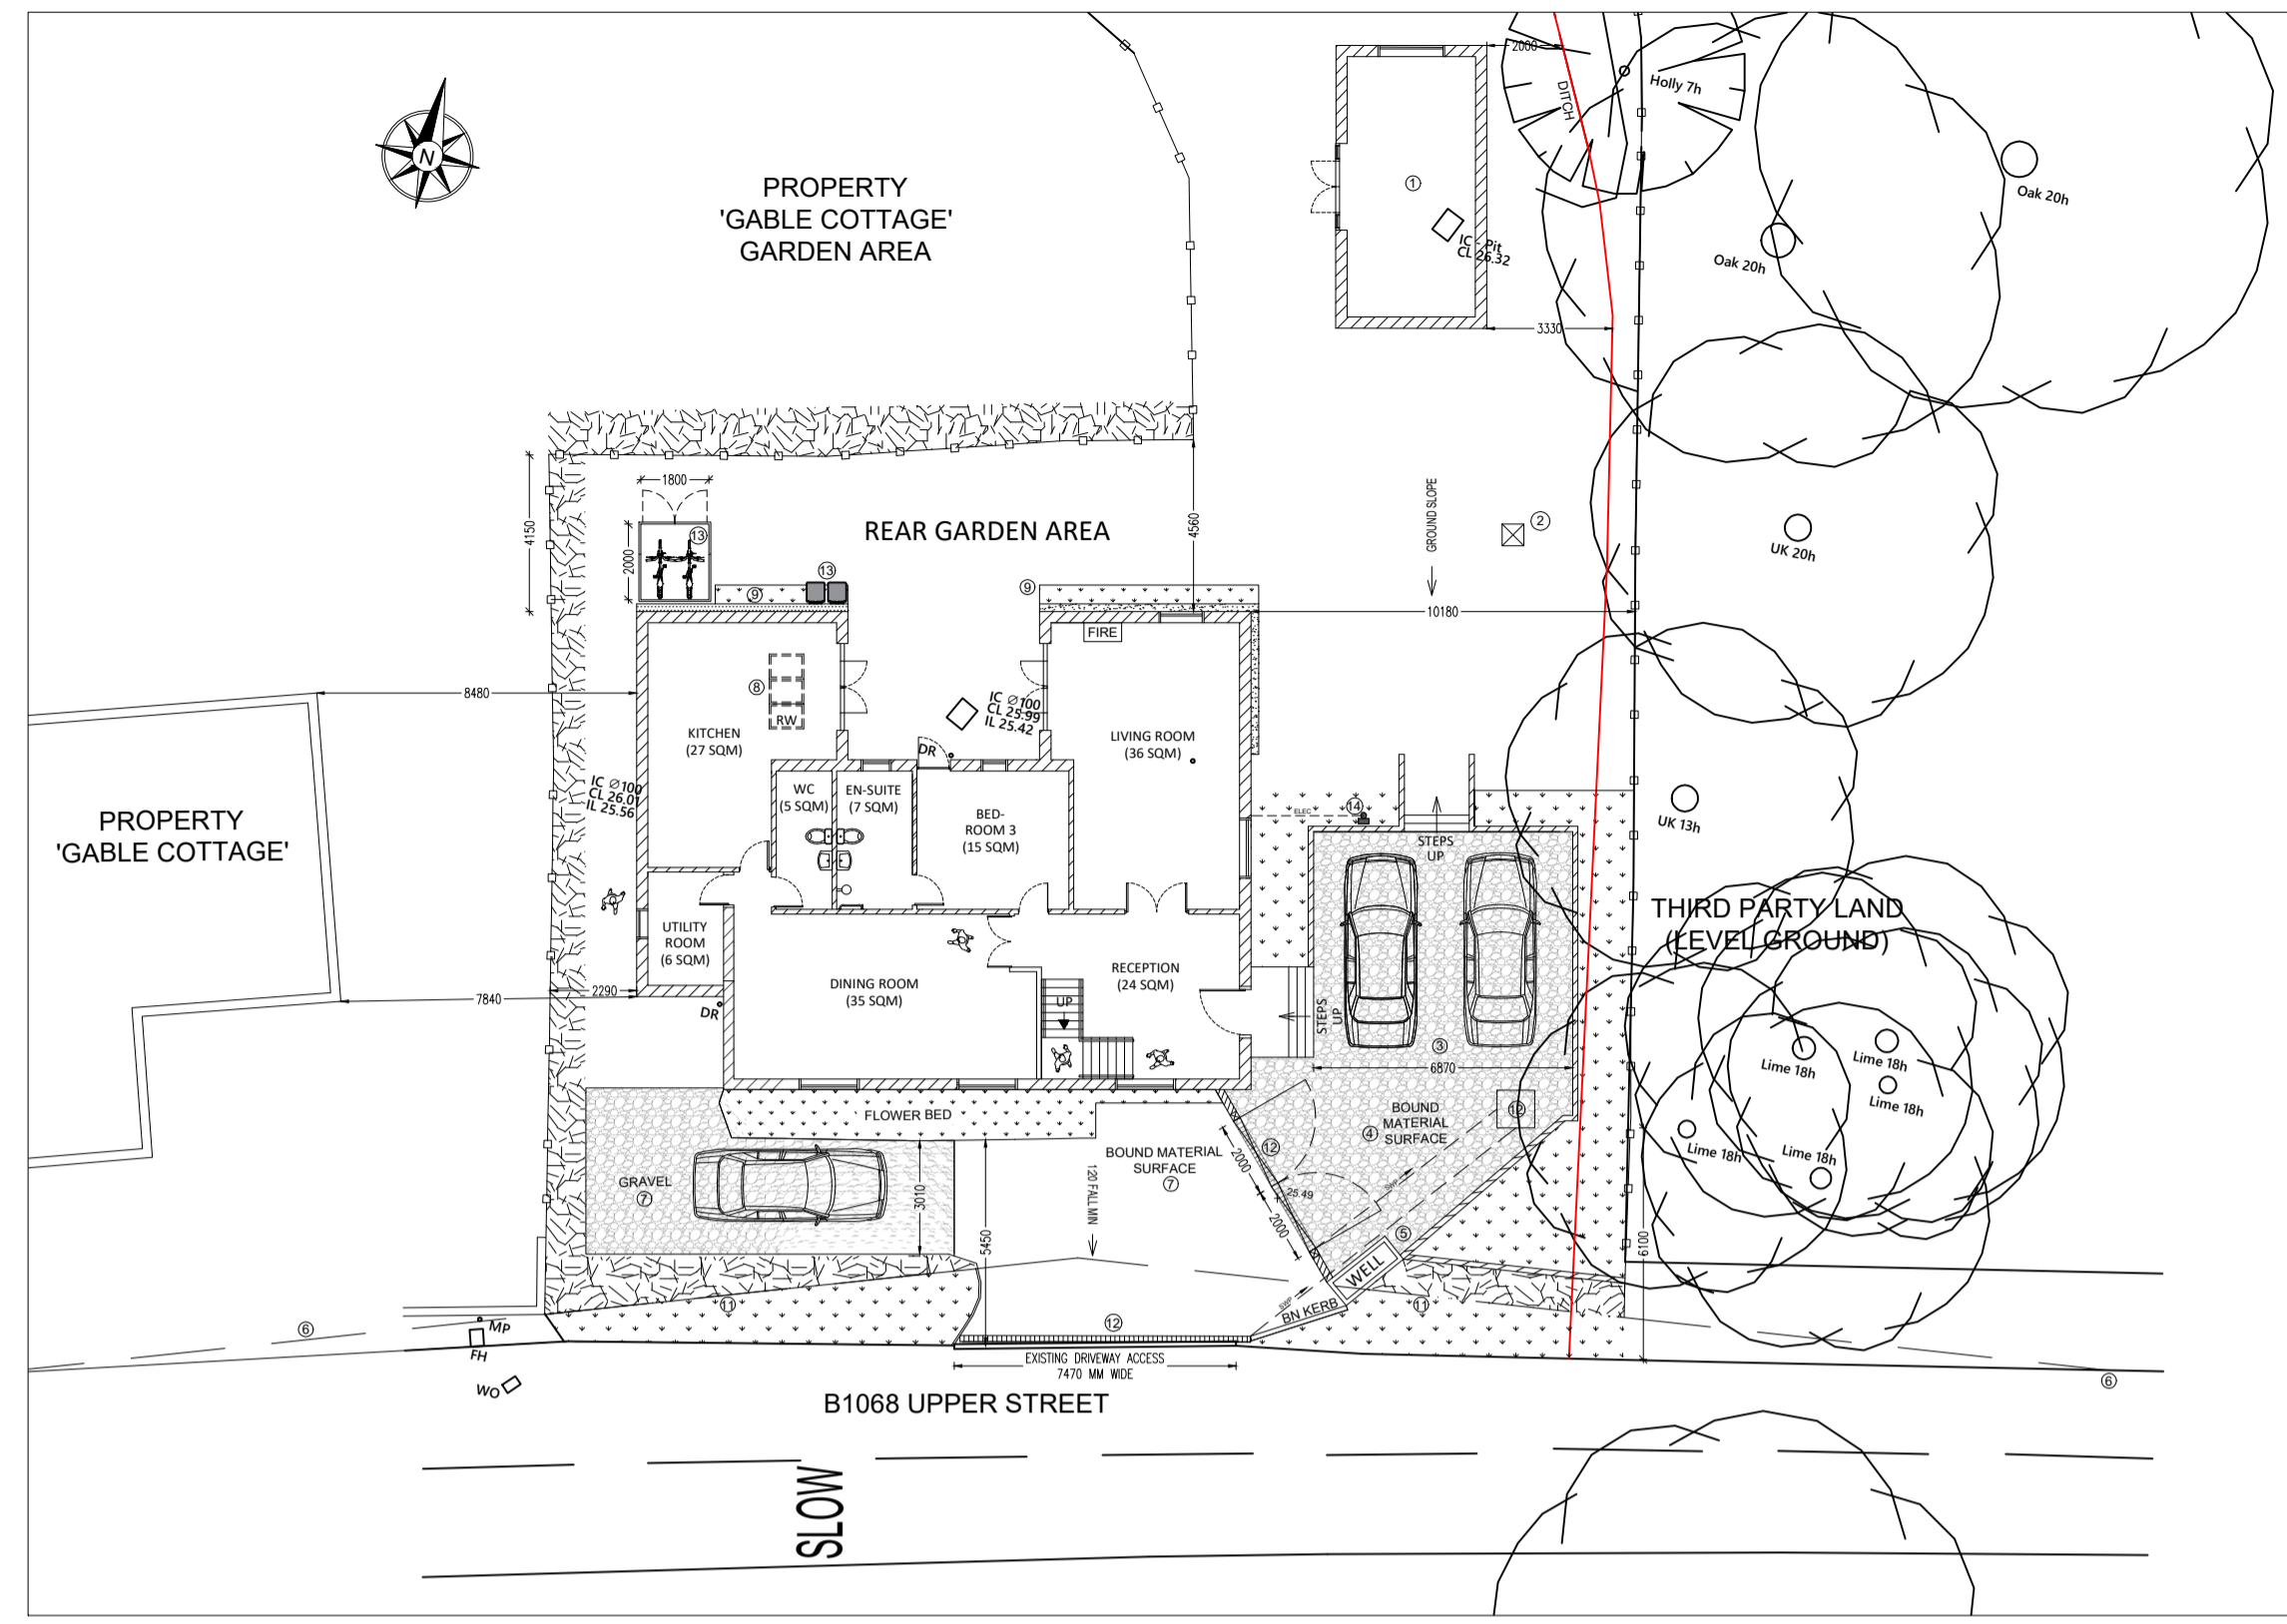 2000
Holly 7h
DITCH
N
PROPERTY
'GABLE COTTAGE'
GARDEN AREA
①
IC - Pit
CL 26.32
Oak 20h
Oak 20h
3330
1800
4150
2000
⑬
REAR GARDEN AREA
4560
GROUND SLOPE
②
UK 20h
⑬
⑨
⑨
10180
FIRE
8480
⑧
RW
KITCHEN
(27 SQM)
DR
IC ∅100
CL 25.99
IL 25.42
LIVING ROOM
(36 SQM)
IC ∅100
CL 26.01
IL 25.56
WC
(5 SQM)
EN-SUITE
(7 SQM)
BED-
ROOM 3
(15 SQM)
ELEC
⑭
STEPS
UP
UK 13h
PROPERTY
'GABLE COTTAGE'
THIRD PARTY LAND
(LEVEL GROUND)
UTILITY
ROOM
(6 SQM)
DINING ROOM
(35 SQM)
RECEPTION
(24 SQM)
UP
STEPS
UP
2290
7840
DR
③
6870
Lime 18h
Lime 18h
Lime 18h
Lime 18h
Lime 18h
FLOWER BED
BOUND
MATERIAL
SURFACE
④
⑫
⑫
BOUND MATERIAL
SURFACE
⑦
2000
2000
25.49
SWP
GRAVEL
⑦
3010
5450
120 FALL MIN
⑤
WELL
6100
SWP
BN KERB
⑪
⑪
⑫
⑥
MP
FH
WO
EXISTING DRIVEWAY ACCESS
7470 MM WIDE
⑥
B1068 UPPER STREET
SLOW